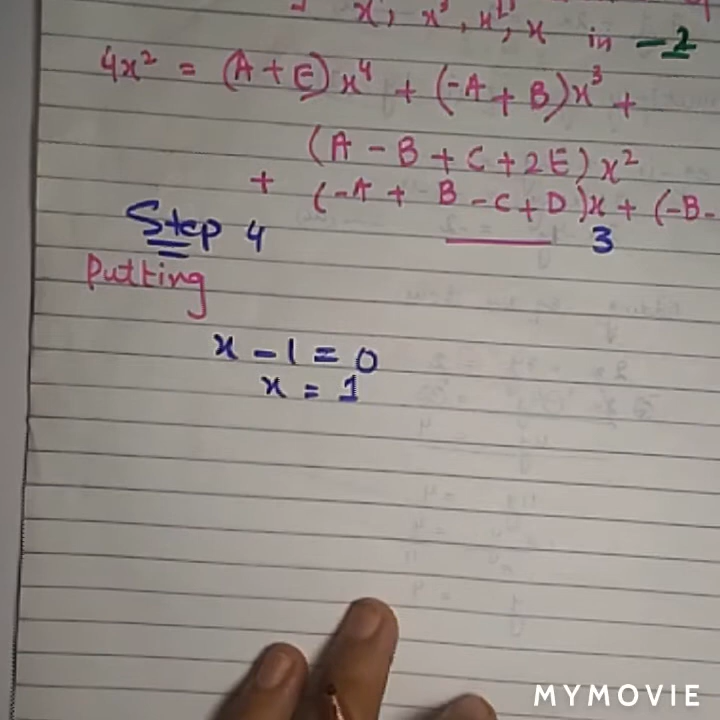 x, x³, x², x in -2
4x² = (A+E)x⁴ + (-A + B)x³ +
(A - B + C + 2E)x²
+ (-A + B - C + D)x + (-B-
3
Step 4
Putting
x - 1 = 0
x = 1
MYMOVIE